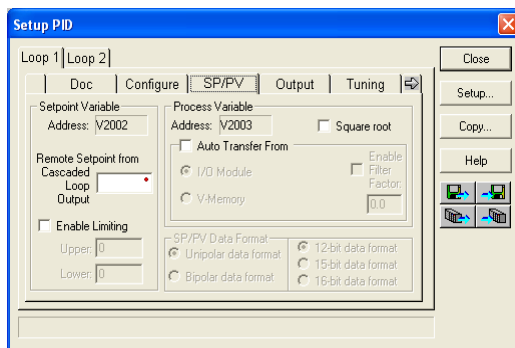 Setup PID
Loop 1 Loop 2
Doc Configure SP/PV Output Tuning
Setpoint Variable
Address: V2002
Remote Setpoint from
Cascaded
Loop
Output
Enable Limiting
Upper: 0
Lower: 0
Process Variable
Address: V2003
Square root
Auto Transfer From
I/O Module
V-Memory
Enable
Filter
Factor:
0.0
SP/PV Data Format
Unipolar data format
Bipolar data format
12-bit data format
15-bit data format
16-bit data format
Close
Setup...
Copy...
Help